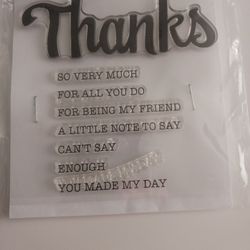 Thanks
SO VERY MUCH
FOR ALL YOU DO
FOR BEING MY FRIEND
A LITTLE NOTE TO SAY
CAN'T SAY
ENOUGH
YOU MADE MY DAY